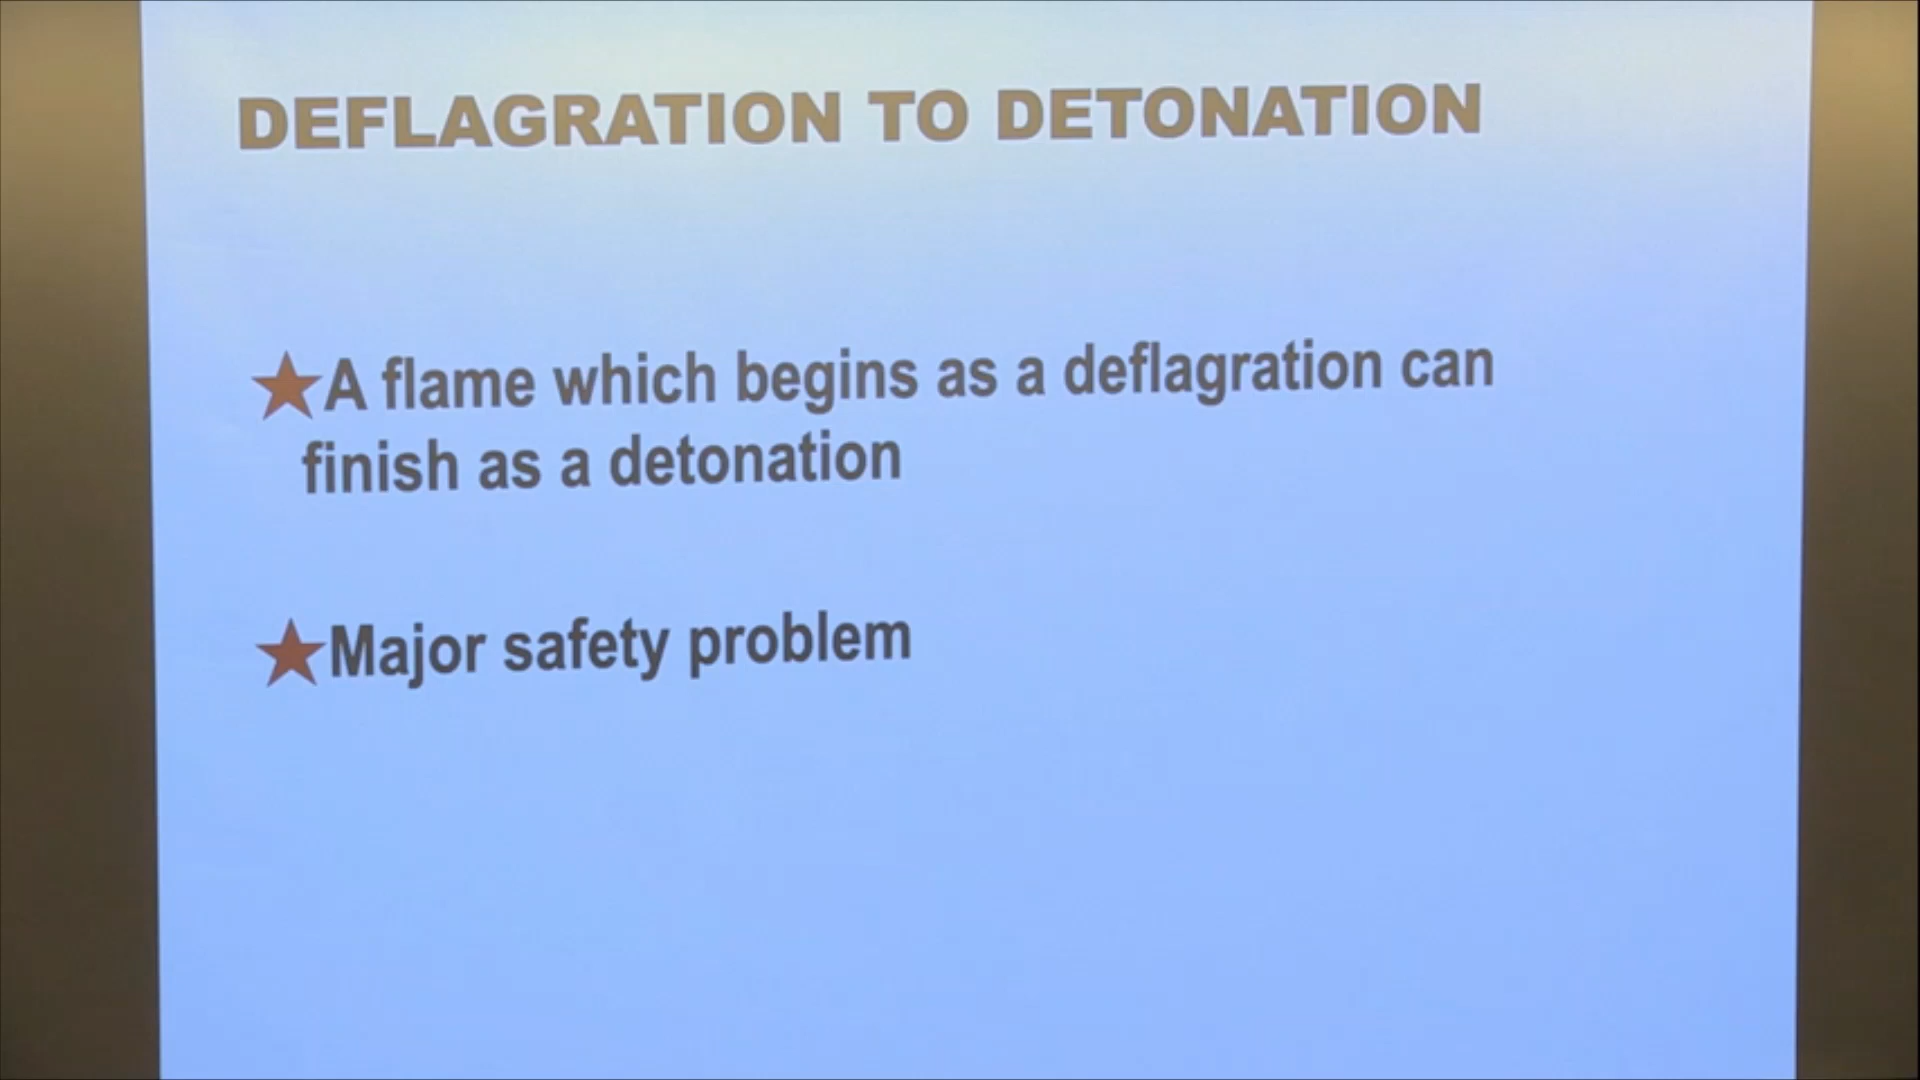 DEFLAGRATION TO DETONATION
A flame which begins as a deflagration can
finish as a detonation
Major safety problem